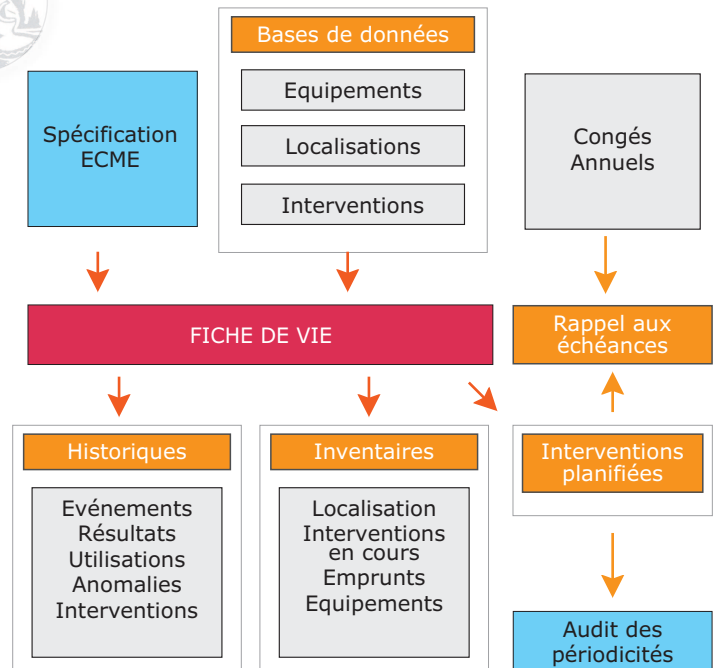 Bases de données
Equipements
Localisations
Interventions
Spécification
ECME
Congés
Annuels
FICHE DE VIE
Rappel aux
échéances
Historiques
Evénements
Résultats
Utilisations
Anomalies
Interventions
Inventaires
Localisation
Interventions
en cours
Emprunts
Equipements
Interventions
planifiées
Audit des
périodicités